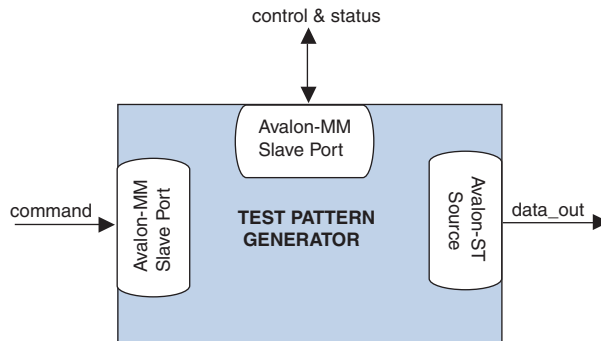 control & status
Avalon-MM
Slave Port
command
Avalon-MM
Slave Port
TEST PATTERN
GENERATOR
Avalon-ST
Source
data_out